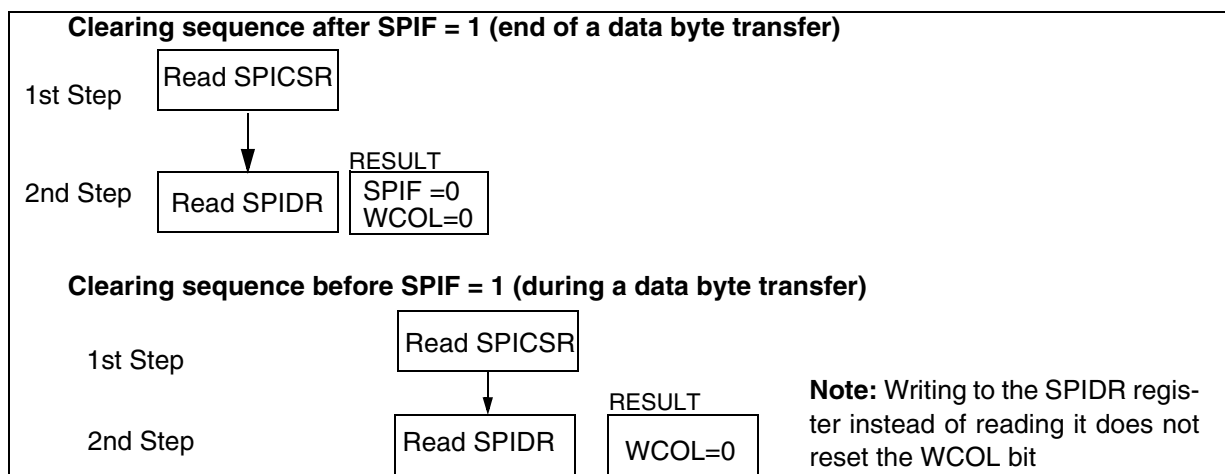 Clearing sequence after SPIF = 1 (end of a data byte transfer)
1st Step
Read SPICSR
2nd Step
Read SPIDR
RESULT
SPIF =0
WCOL=0
Clearing sequence before SPIF = 1 (during a data byte transfer)
1st Step
Read SPICSR
2nd Step
Read SPIDR
RESULT
WCOL=0
Note: Writing to the SPIDR regis-
ter instead of reading it does not
reset the WCOL bit